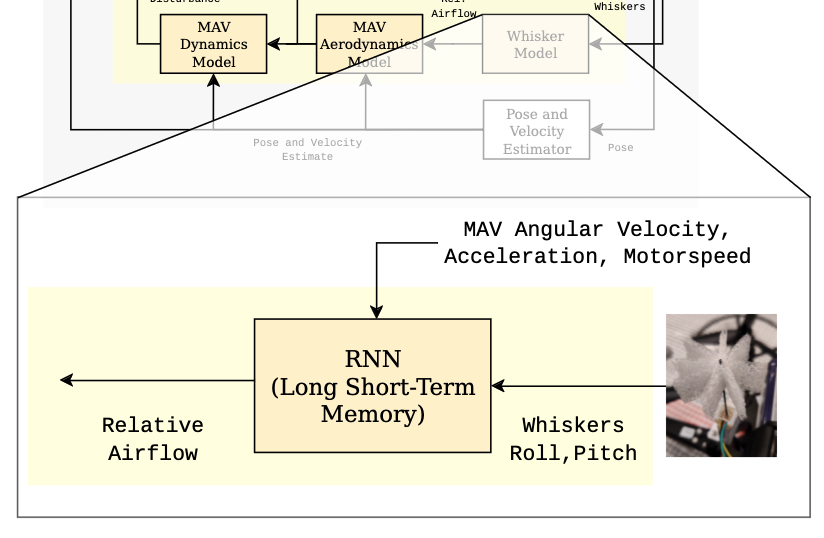 Disturbance
Rel.
Airflow
Whiskers
MAV
Dynamics
Model
MAV
Aerodynamics
Model
Whisker
Model
Pose and
Velocity
Estimator
Pose and Velocity
Estimate
Pose
MAV Angular Velocity,
Acceleration, Motorspeed
RNN
(Long Short-Term
Memory)
Relative
Airflow
Whiskers
Roll,Pitch